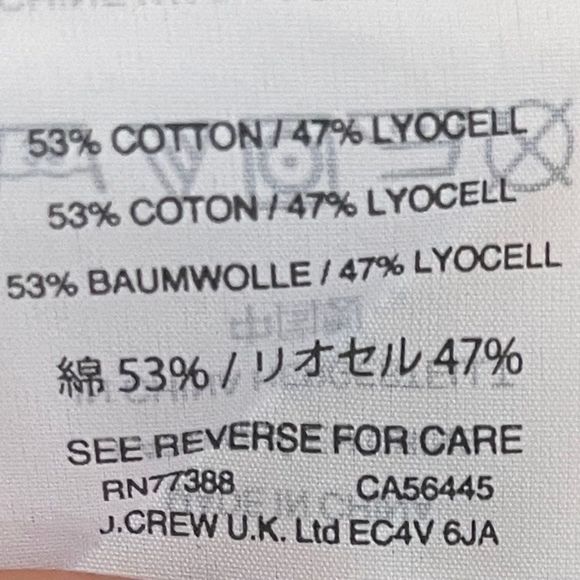 53% COTTON / 47% LYOCELL
53% COTON / 47% LYOCELL
53% BAUMWOLLE / 47% LYOCELL
綿 53% / リオセル 47%
SEE REVERSE FOR CARE
RN77388 CA56445
J.CREW U.K. Ltd EC4V 6JA